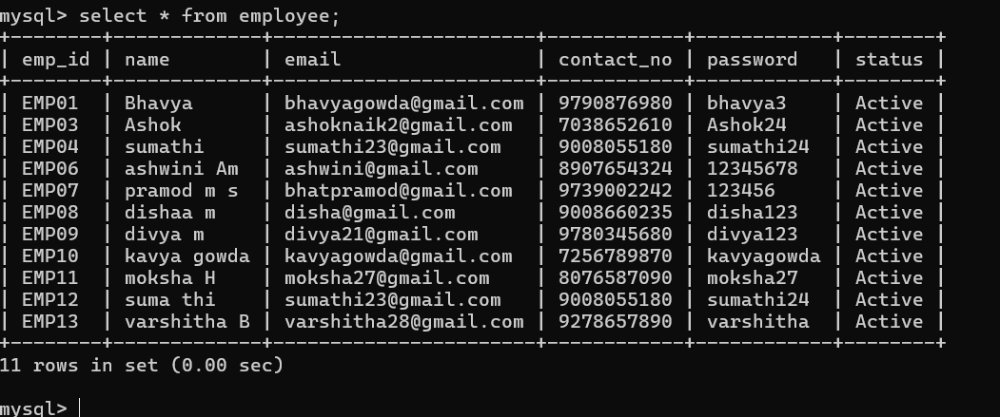 mysql> select * from employee;
+--------+-------------+-----------------------+------------+------------+--------+
| emp_id | name        | email                 | contact_no | password   | status |
+--------+-------------+-----------------------+------------+------------+--------+
| EMP01  | Bhavya      | bhavyagowda@gmail.com | 9790876980 | bhavya3    | Active |
| EMP03  | Ashok       | ashoknaik2@gmail.com  | 7038652610 | Ashok24    | Active |
| EMP04  | sumathi     | sumathi23@gmail.com   | 9008055180 | sumathi24  | Active |
| EMP06  | ashwini Am  | ashwini@gmail.com     | 8907654324 | 12345678   | Active |
| EMP07  | pramod m s  | bhatpramod@gmail.com  | 9739002242 | 123456     | Active |
| EMP08  | dishaa m    | disha@gmail.com       | 9008660235 | disha123   | Active |
| EMP09  | divya m     | divya21@gmail.com     | 9780345680 | divya123   | Active |
| EMP10  | kavya gowda | kavyagowda@gmail.com  | 7256789870 | kavyagowda | Active |
| EMP11  | moksha H    | moksha27@gmail.com    | 8076587090 | moksha27   | Active |
| EMP12  | suma thi    | sumathi23@gmail.com   | 9008055180 | sumathi24  | Active |
| EMP13  | varshitha B | varshitha28@gmail.com | 9278657890 | varshitha  | Active |
+--------+-------------+-----------------------+------------+------------+--------+
11 rows in set (0.00 sec)
mysql>